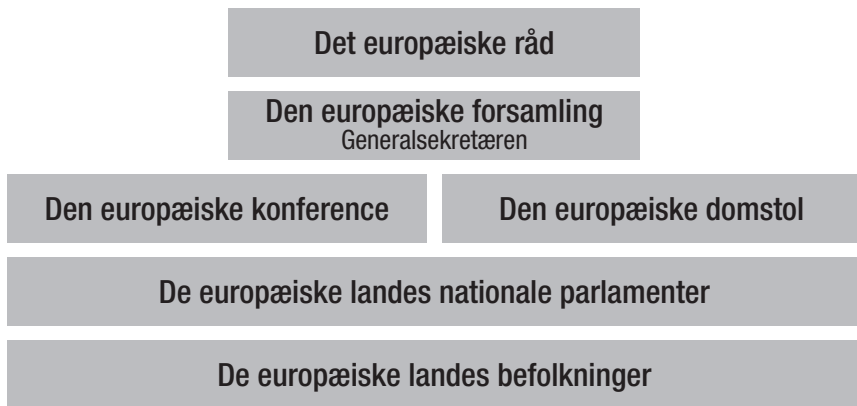 Det europæiske råd
Den europæiske forsamling
Generalsekretæren
Den europæiske konference
Den europæiske domstol
De europæiske landes nationale parlamenter
De europæiske landes befolkninger